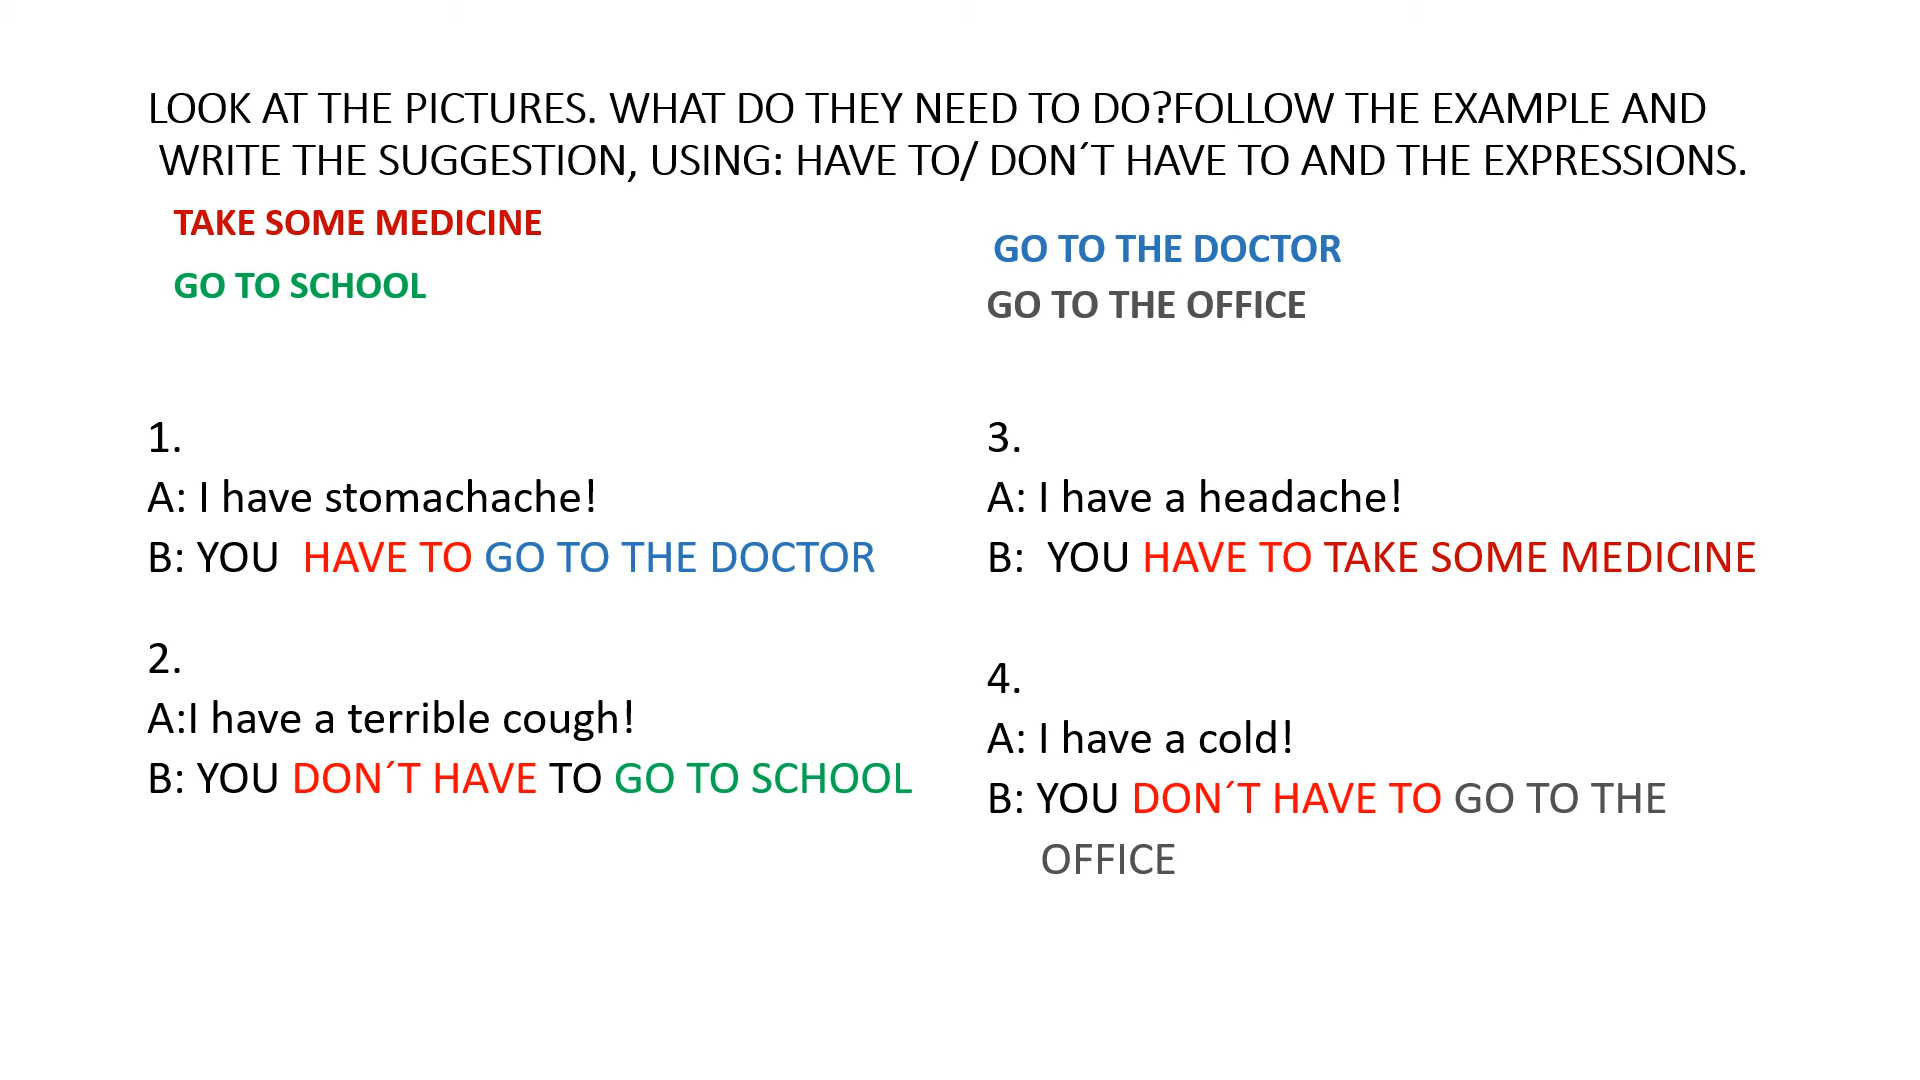 LOOK AT THE PICTURES. WHAT DO THEY NEED TO DO?FOLLOW THE EXAMPLE AND
WRITE THE SUGGESTION, USING: HAVE TO/ DON´T HAVE TO AND THE EXPRESSIONS.
TAKE SOME MEDICINE
GO TO SCHOOL
GO TO THE DOCTOR
GO TO THE OFFICE
1.
A: I have stomachache!
B: YOU HAVE TO GO TO THE DOCTOR
2.
A:I have a terrible cough!
B: YOU DON´T HAVE TO GO TO SCHOOL
3.
A: I have a headache!
B: YOU HAVE TO TAKE SOME MEDICINE
4.
A: I have a cold!
B: YOU DON´T HAVE TO GO TO THE
OFFICE